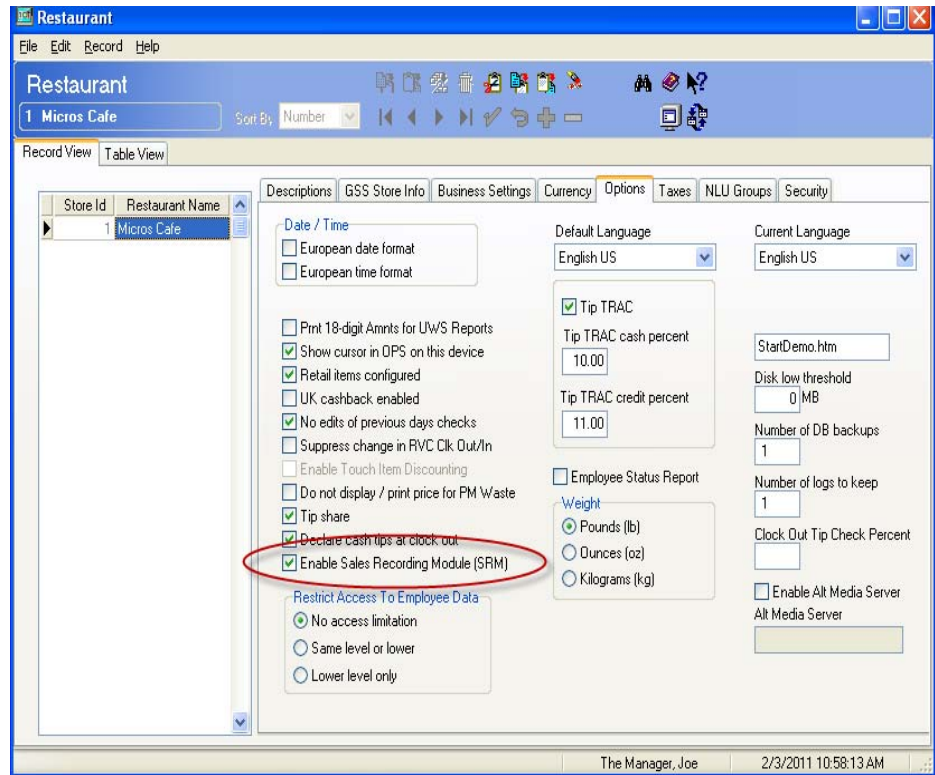 Restaurant
File Edit Record Help
Restaurant
1 Micros Cafe
Sort By Number
Record View Table View
Store Id Restaurant Name
1 Micros Cafe
Descriptions GSS Store Info Business Settings Currency Options Taxes NLU Groups Security
Date / Time
European date format
European time format
Prnt 18-digit Amnts for UWS Reports
Show cursor in OPS on this device
Retail items configured
UK cashback enabled
No edits of previous days checks
Suppress change in RVC Clk Out/In
Enable Touch Item Discounting
Do not display / print price for PM Waste
Tip share
Declare cash tips at clock out
Enable Sales Recording Module (SRM)
Restrict Access To Employee Data
No access limitation
Same level or lower
Lower level only
Default Language
English US
Tip TRAC
Tip TRAC cash percent
10.00
Tip TRAC credit percent
11.00
Employee Status Report
Weight
Pounds (lb)
Ounces (oz)
Kilograms (kg)
Current Language
English US
StartDemo.htm
Disk low threshold
0 MB
Number of DB backups
1
Number of logs to keep
1
Clock Out Tip Check Percent
Enable Alt Media Server
Alt Media Server
The Manager, Joe 2/3/2011 10:58:13 AM